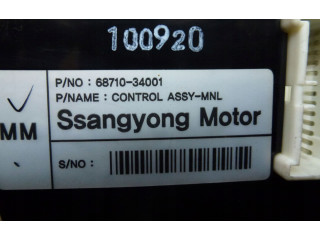 100920
P/NO : 68710-34001
P/NAME : CONTROL ASSY-MNL
MM
Ssangyong Motor
S/NO :